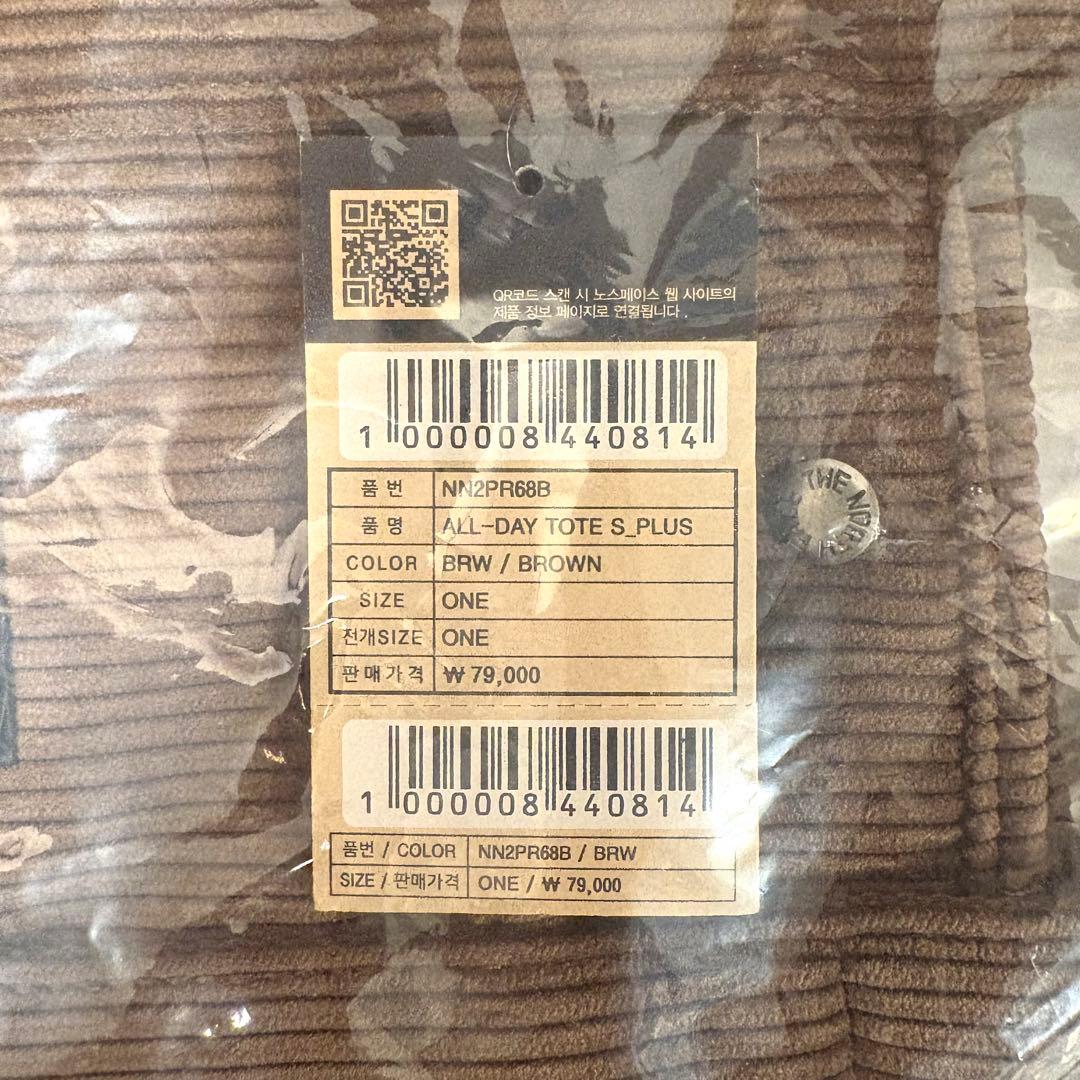 QR코드 스캔 시 노스페이스 웹 사이트의
제품 정보 페이지로 연결됩니다.
1 000008 440814
품번 NN2PR68B
품명 ALL-DAY TOTE S_PLUS
COLOR BRW / BROWN
SIZE ONE
전개SIZE ONE
판매가격 ₩ 79,000
THE NOR
1 000008 440814
품번 / COLOR NN2PR68B / BRW
SIZE / 판매가격 ONE / ₩ 79,000